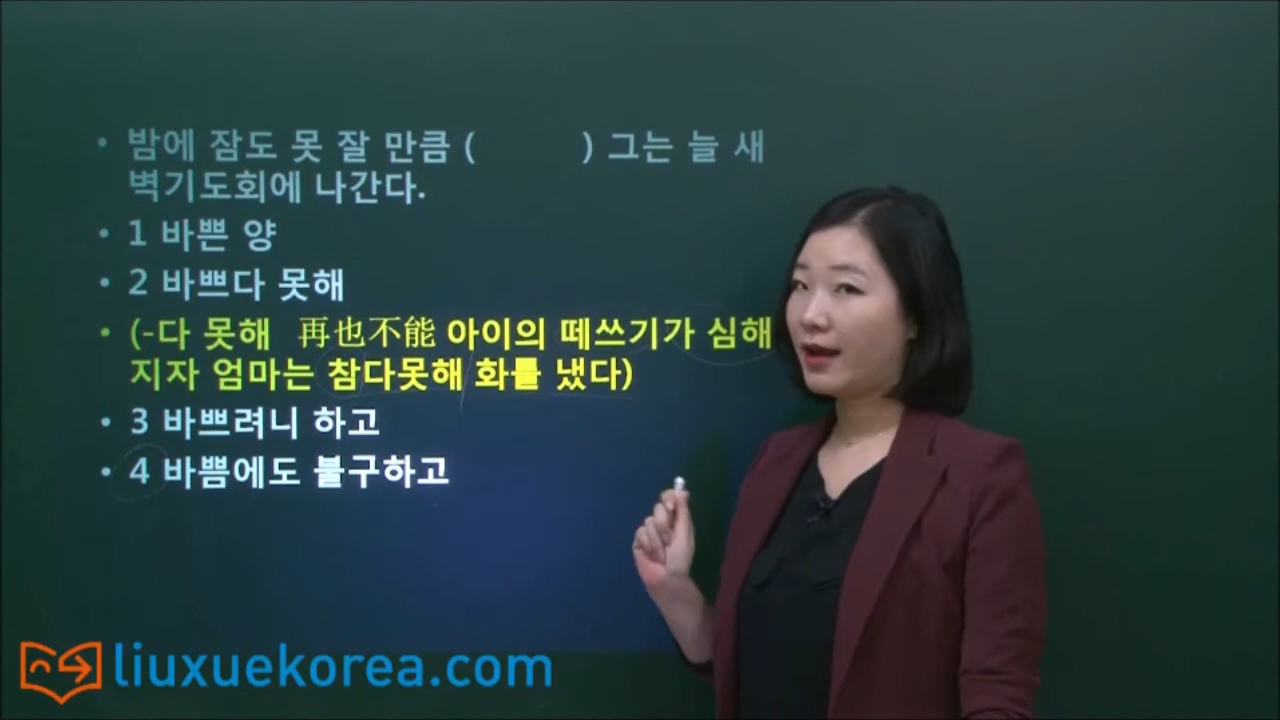 • 밤에 잠도 못 잘 만큼 ( ) 그는 늘 새
벽기도회에 나간다.
• 1 바쁜 양
• 2 바쁘다 못해
• (-다 못해 再也不能 아이의 떼쓰기가 심해
지자 엄마는 참다못해 화를 냈다)
• 3 바쁘려니 하고
• 4 바쁨에도 불구하고
liuxuekorea.com